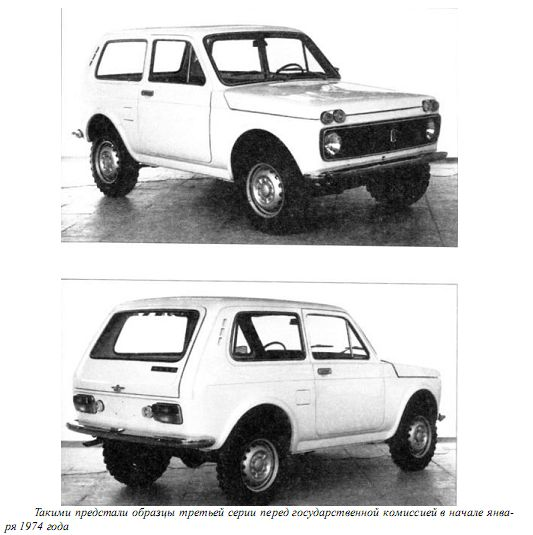 Такими предстали образцы третьей серии перед государственной комиссией в начале янва-
ря 1974 года